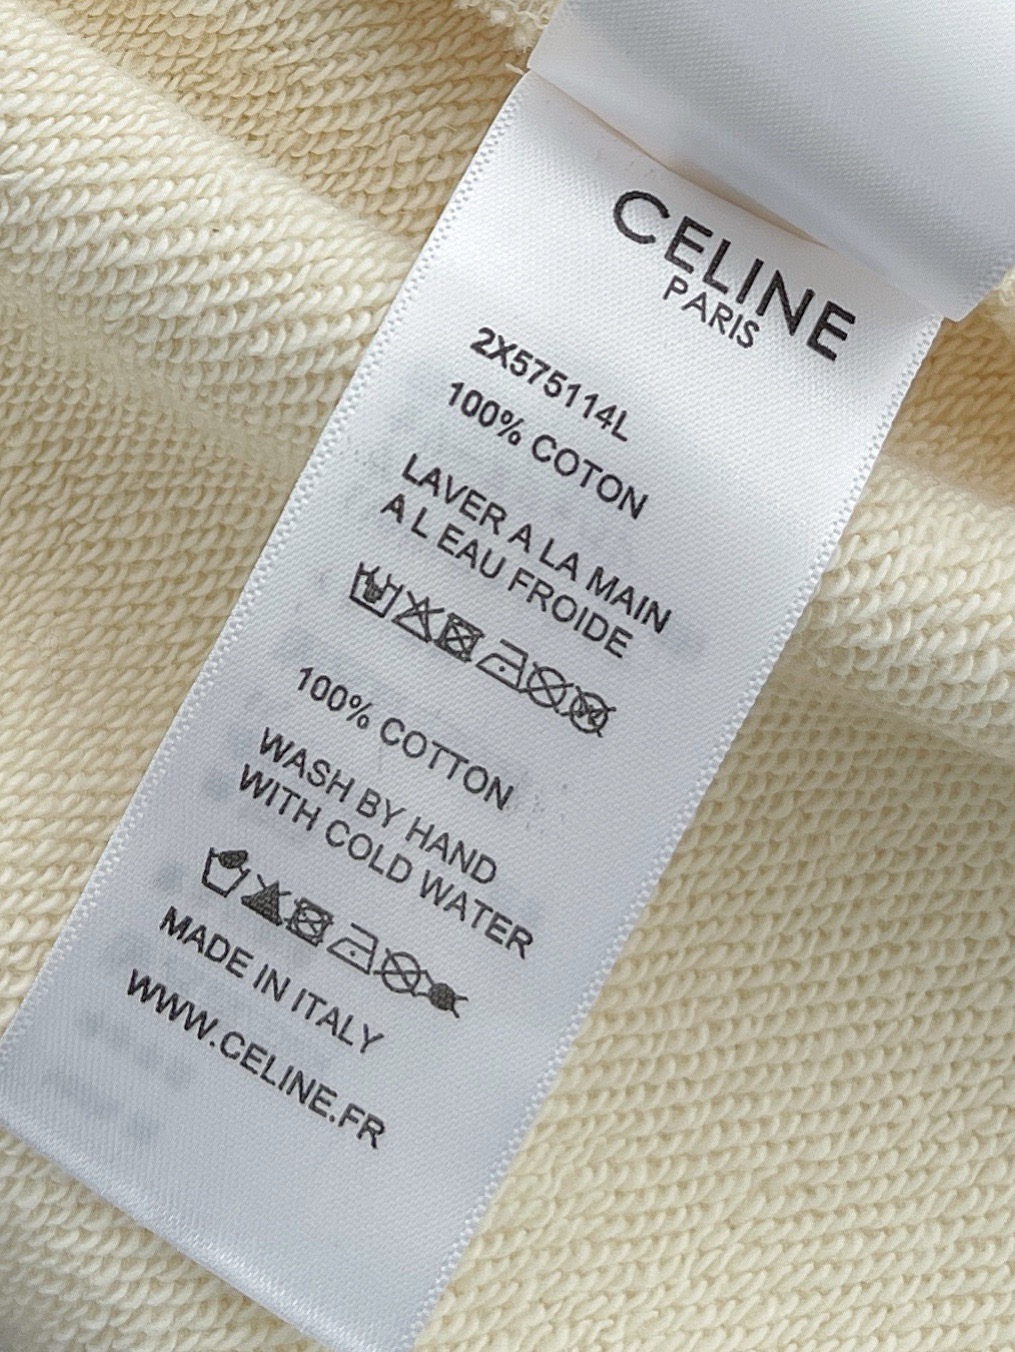 CELINE
PARIS
2X575114L
100% COTON
LAVER A LA MAIN
A L EAU FROIDE
100% COTTON
WASH BY HAND
WITH COLD WATER
MADE IN ITALY
WWW.CELINE.FR